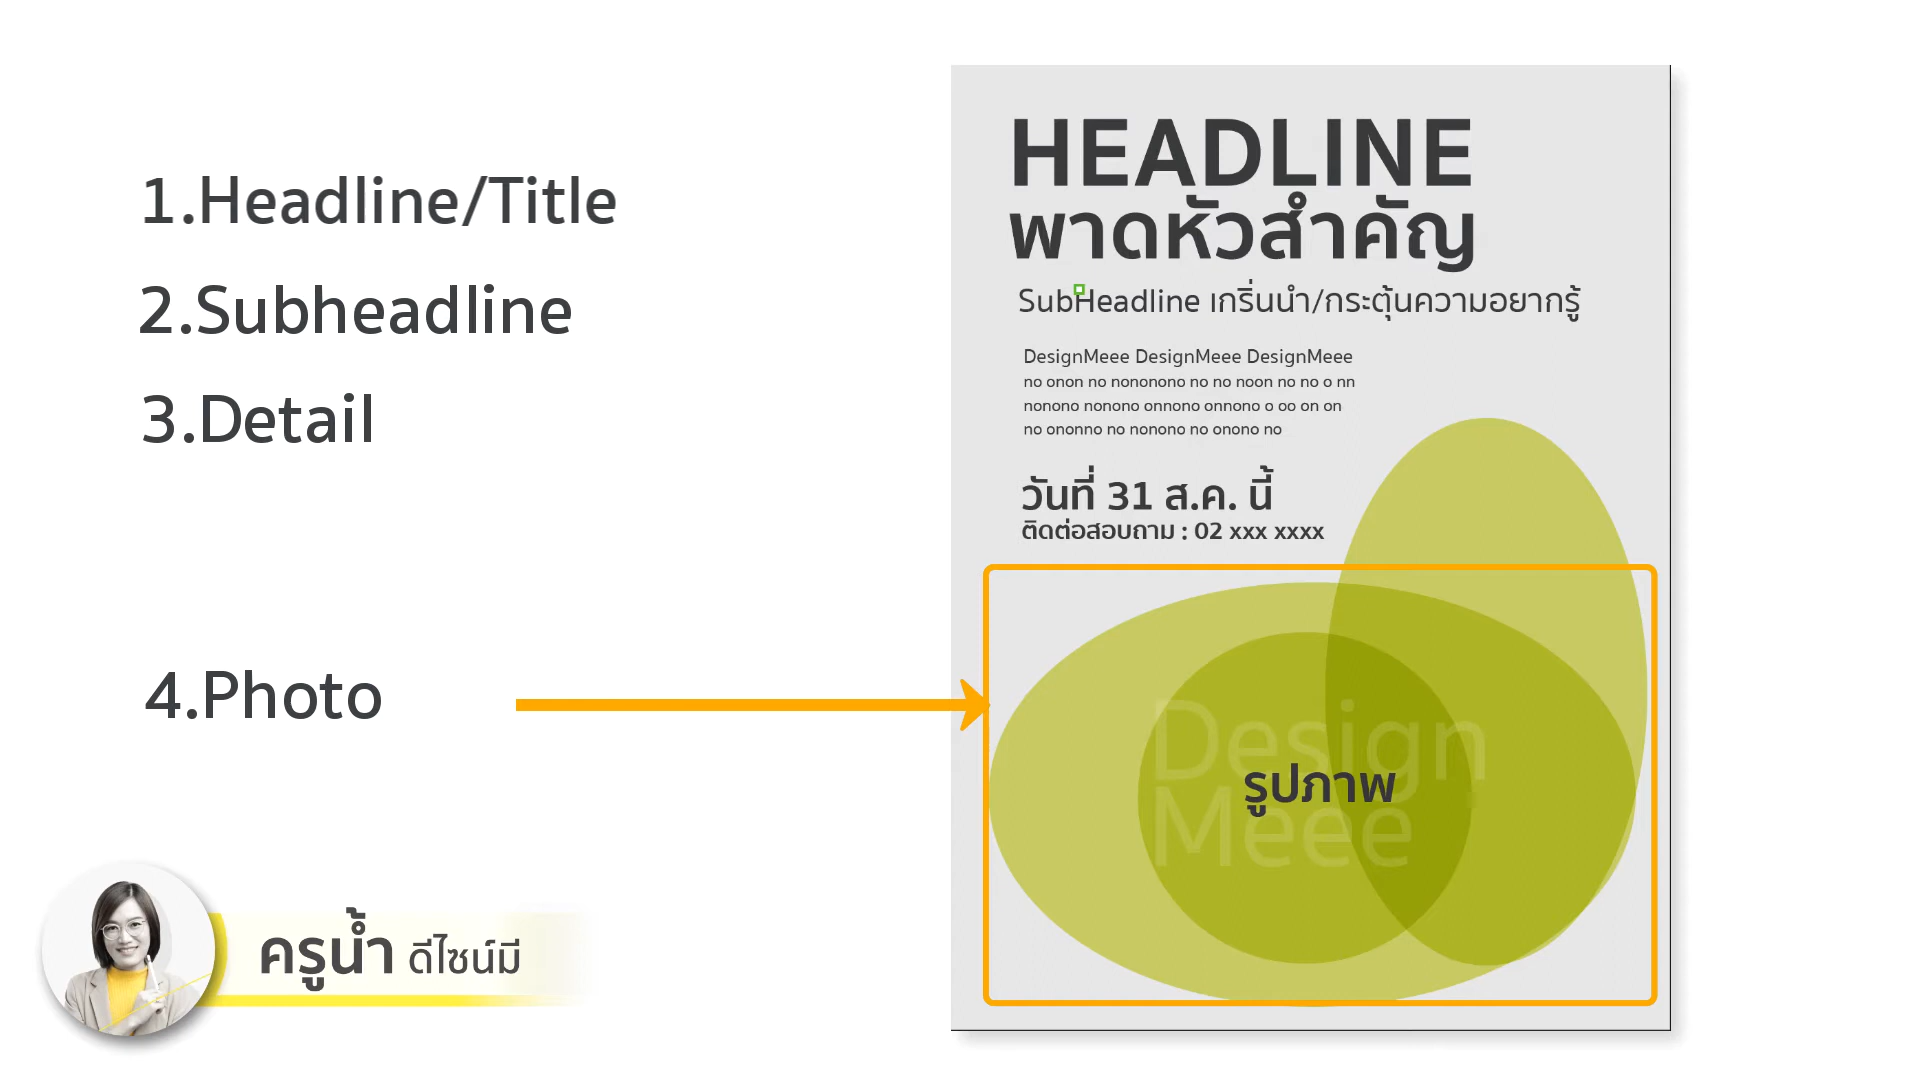 1.Headline/Title
2.Subheadline
3.Detail
4.Photo
ครูน้ำ ดีไซน์มี
HEADLINE
พาดหัวสำคัญ
SubHeadline เกริ่นนำ/กระตุ้นความอยากรู้
DesignMeee DesignMeee DesignMeee
no onon no nononono no no noon no no o nn
nonono nonono onnono onnono o oo on on
no ononno no nonono no onono no
วันที่ 31 ส.ค. นี้
ติดต่อสอบถาม : 02 xxx xxxx
Design
รูปภาพ
Meee